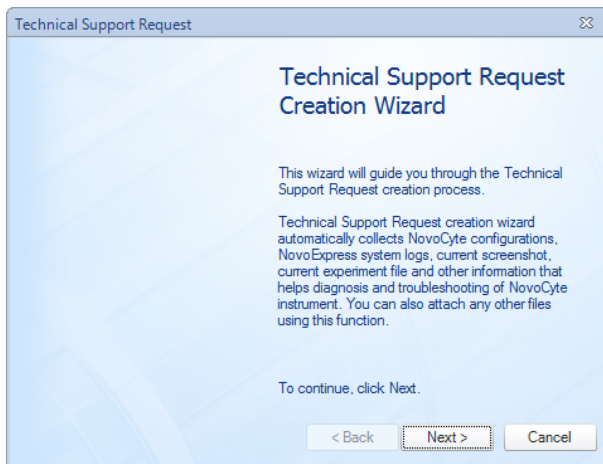 Technical Support Request
Technical Support Request
Creation Wizard
This wizard will guide you through the Technical
Support Request creation process.
Technical Support Request creation wizard
automatically collects NovoCyte configurations,
NovoExpress system logs, current screenshot,
current experiment file and other information that
helps diagnosis and troubleshooting of NovoCyte
instrument. You can also attach any other files
using this function.
To continue, click Next.
< Back Next > Cancel